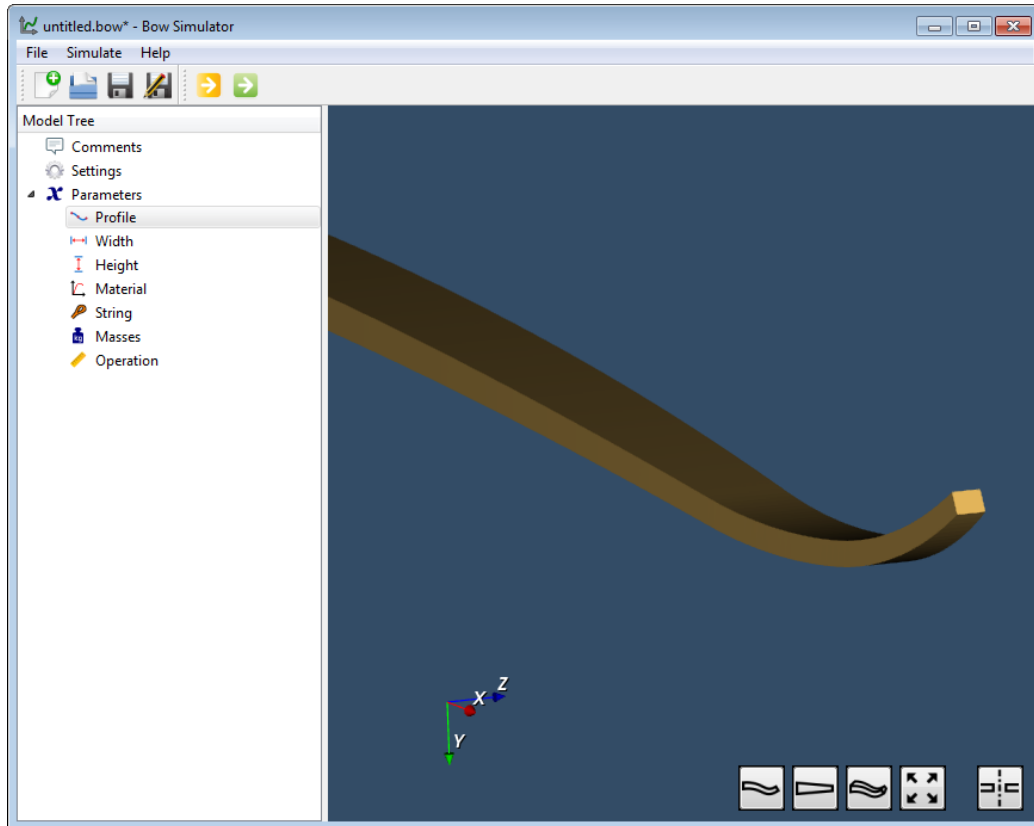 untitled.bow* - Bow Simulator
File Simulate Help
Model Tree
Comments
Settings
x Parameters
Profile
Width
Height
Material
String
kg Masses
Operation
Z
X
Y